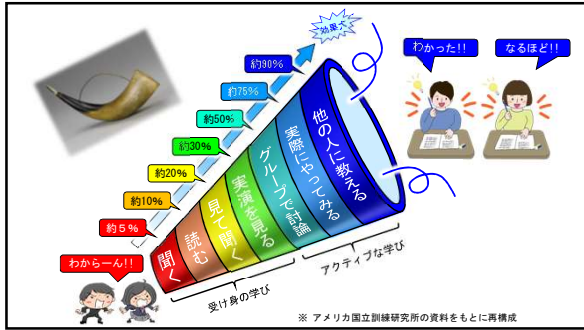 効果大
約90%
約75%
約50%
約30%
約20%
約10%
約5%
わからーん!!
わかった!!
なるほど!!
聞く
読む
見て聞く
実演を見る
グループで討論
実際にやってみる
他の人に教える
受け身の学び
アクティブな学び
※ アメリカ国立訓練研究所の資料をもとに再構成